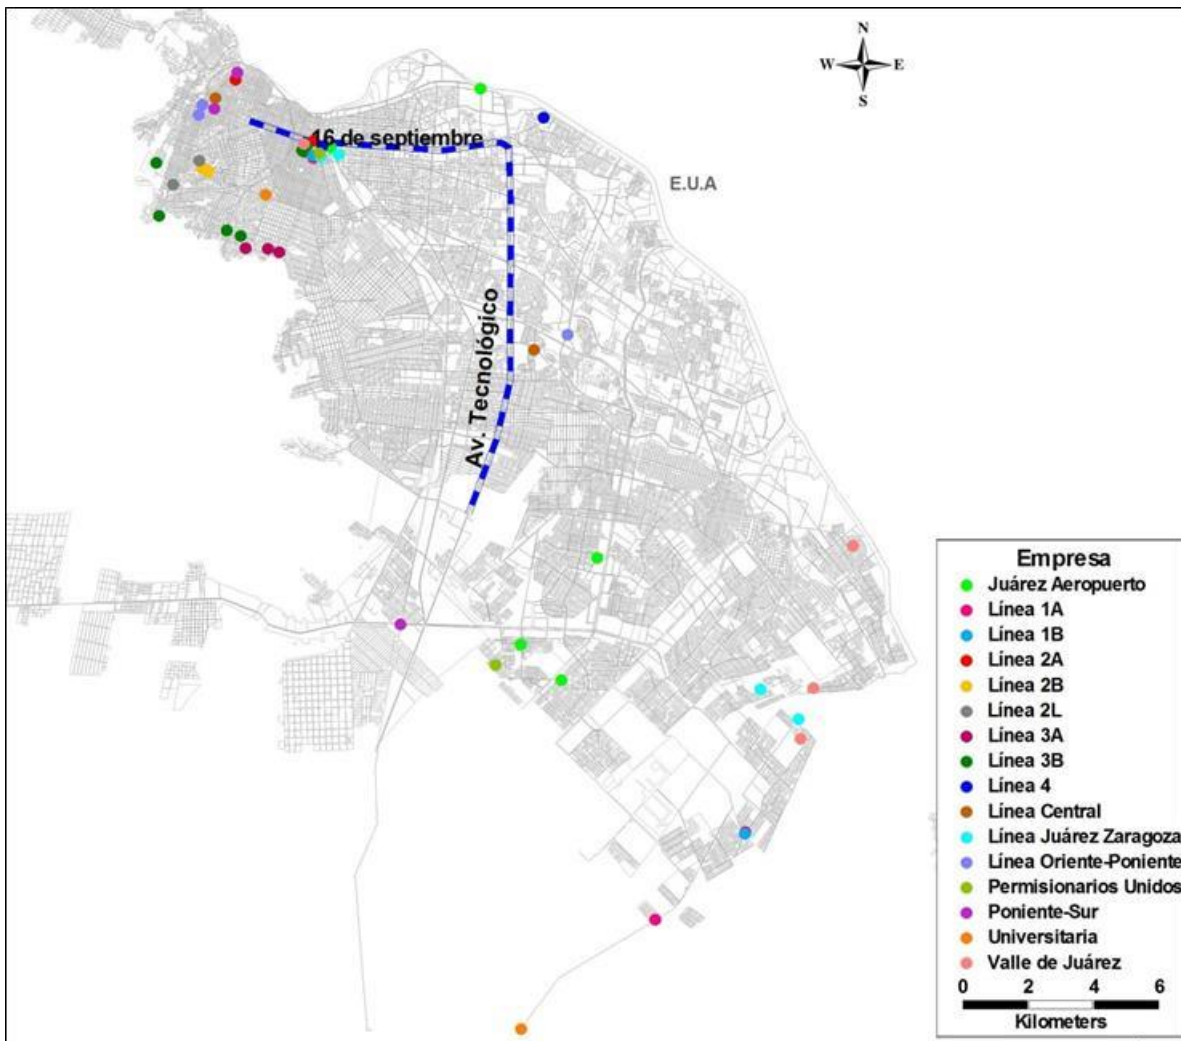 N
W E
S
16 de septiembre
E.U.A
Av. Tecnológico
Empresa
Juárez Aeropuerto
Línea 1A
Línea 1B
Línea 2A
Línea 2B
Línea 2L
Línea 3A
Línea 3B
Línea 4
Línea Central
Línea Juárez Zaragoza
Línea Oriente-Poniente
Permisionarios Unidos
Poniente-Sur
Universitaria
Valle de Juárez
0 2 4 6
Kilometers